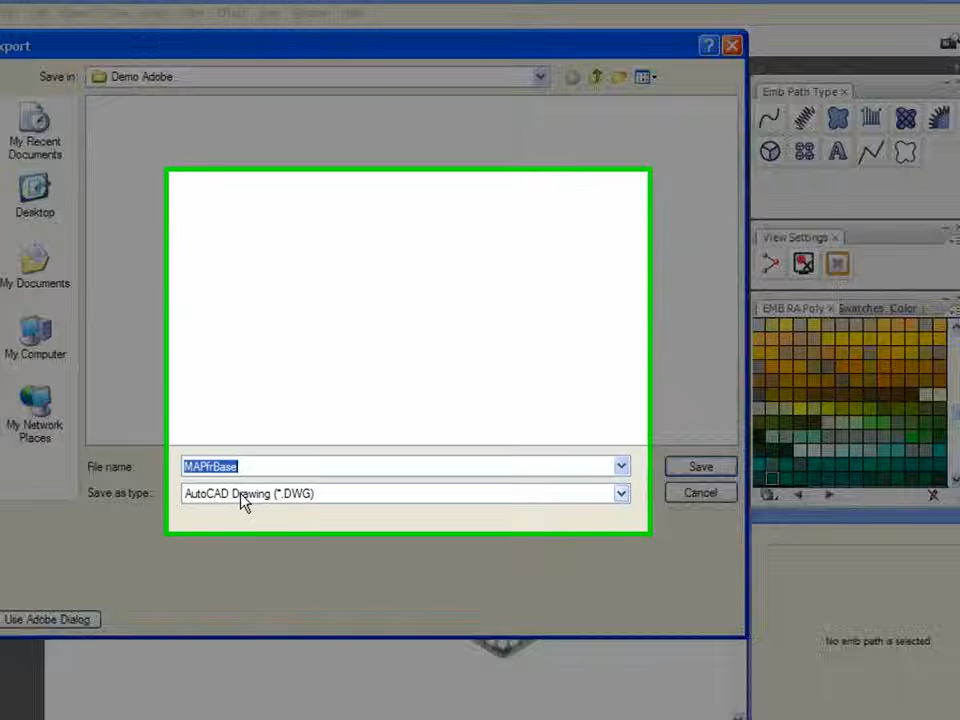 xport
Save in:
Demo Adobe
My Recent
Documents
Desktop
My Documents
My Computer
My Network
Places
File name:
MAPfrBase
Save
Save as type:
AutoCAD Drawing (*.DWG)
Cancel
Use Adobe Dialog
Emb Path Type
View Settings
EMB RA Poly
Swatches
Color
No emb path is selected